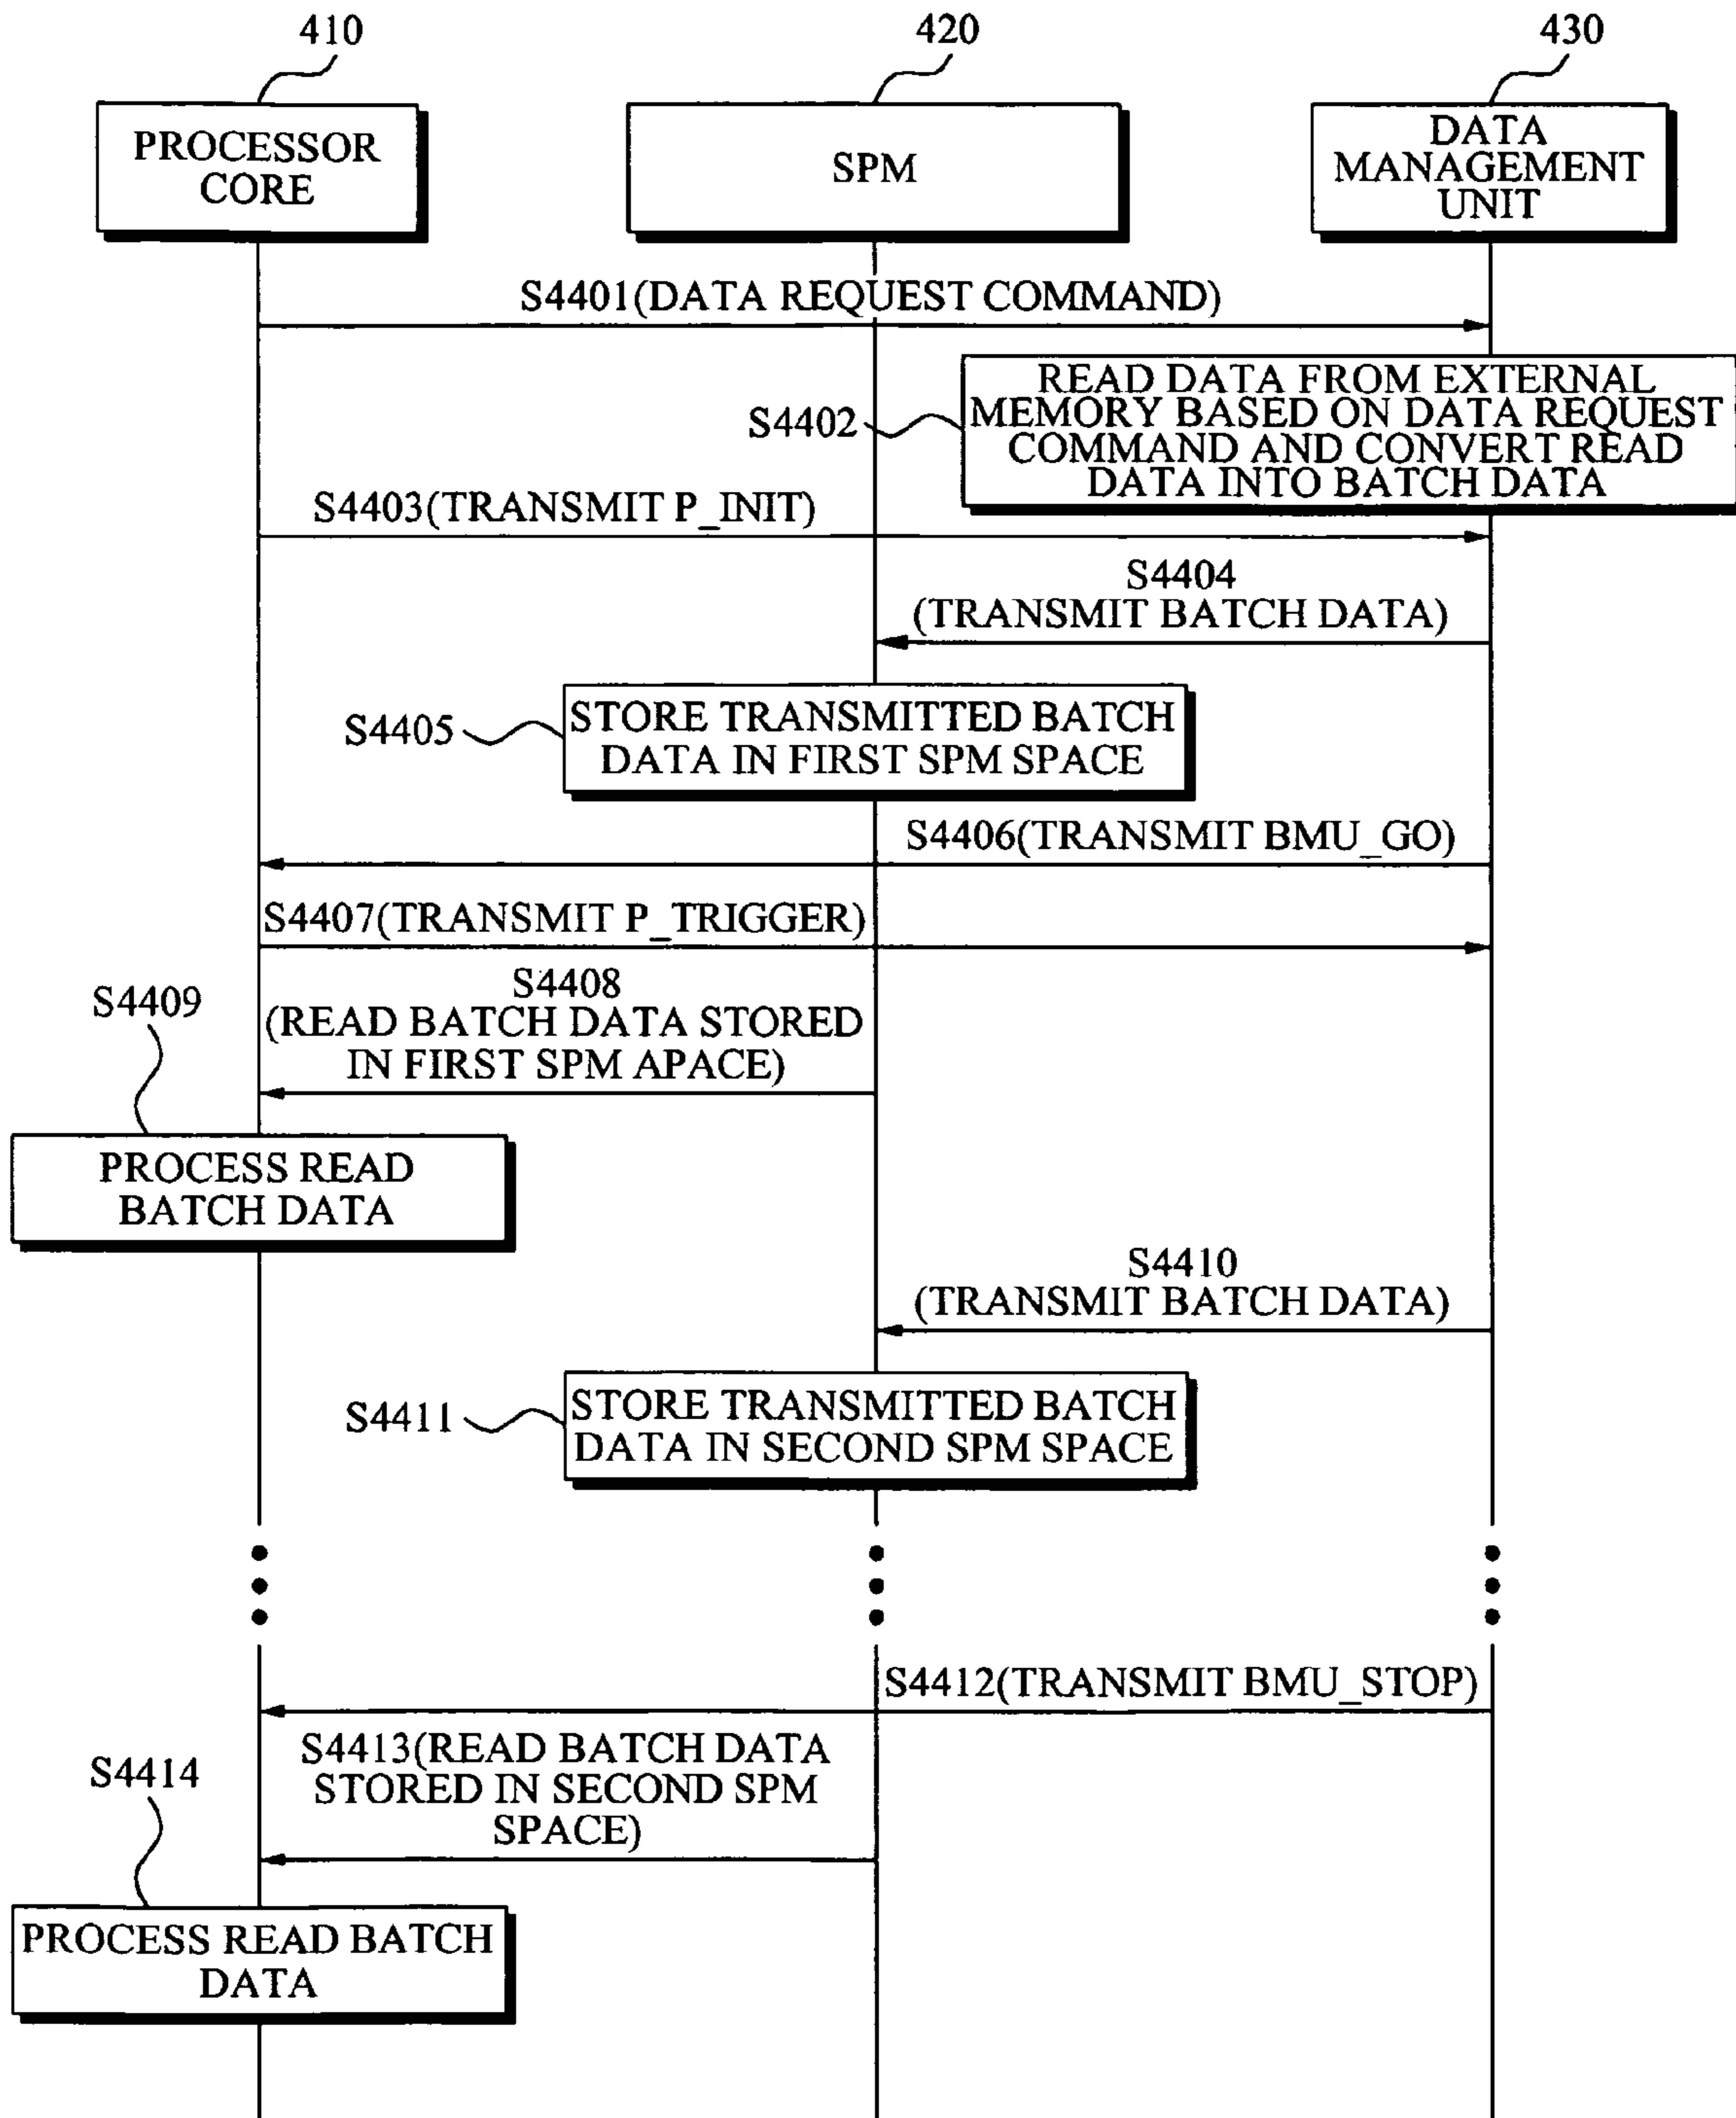 410
420
430
PROCESSOR
CORE
SPM
DATA
MANAGEMENT
UNIT
S4401(DATA REQUEST COMMAND)
S4402
READ DATA FROM EXTERNAL
MEMORY BASED ON DATA REQUEST
COMMAND AND CONVERT READ
DATA INTO BATCH DATA
S4403(TRANSMIT P_INIT)
S4404
(TRANSMIT BATCH DATA)
S4405
STORE TRANSMITTED BATCH
DATA IN FIRST SPM SPACE
S4406(TRANSMIT BMU_GO)
S4407(TRANSMIT P_TRIGGER)
S4408
(READ BATCH DATA STORED
IN FIRST SPM APACE)
S4409
PROCESS READ
BATCH DATA
S4410
(TRANSMIT BATCH DATA)
S4411
STORE TRANSMITTED BATCH
DATA IN SECOND SPM SPACE
S4412(TRANSMIT BMU_STOP)
S4413(READ BATCH DATA
STORED IN SECOND SPM
SPACE)
S4414
PROCESS READ BATCH
DATA